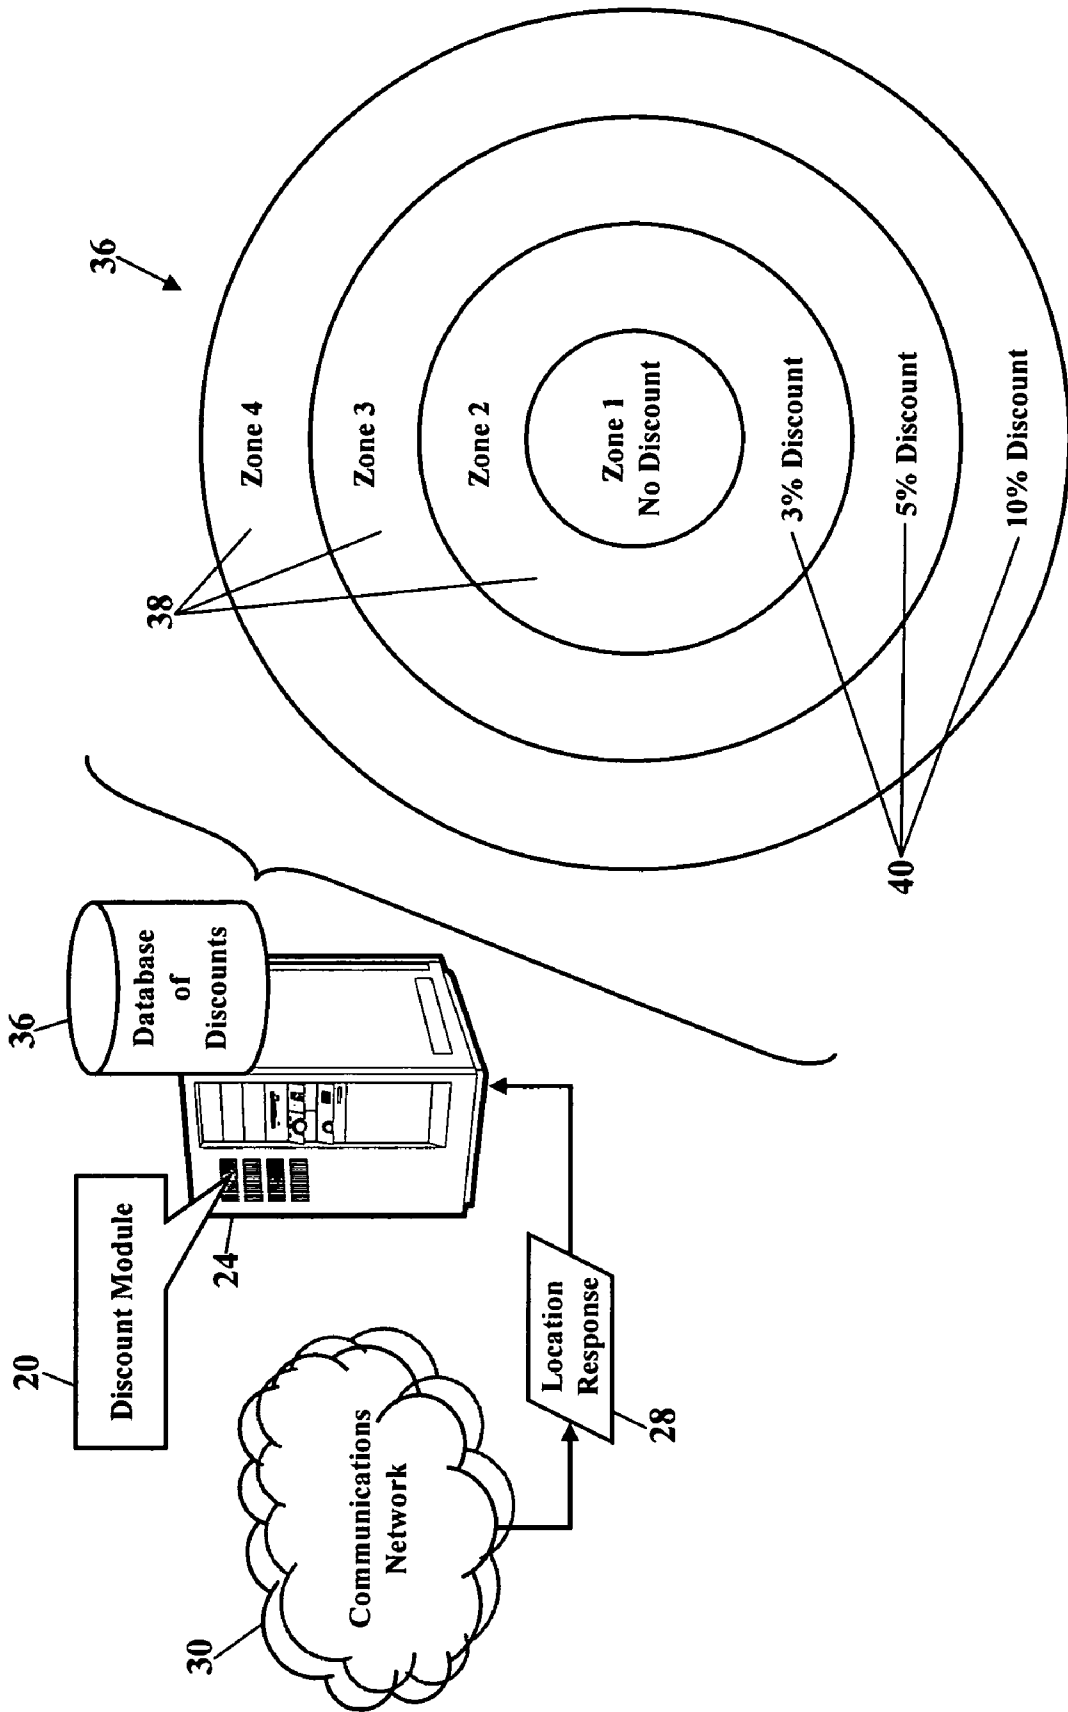 20
Discount Module
36
Database
of
Discounts
24
30
Communications
Network
Location
Response
28
36
38
Zone 4
Zone 3
Zone 2
Zone 1
No Discount
3% Discount
5% Discount
10% Discount
40